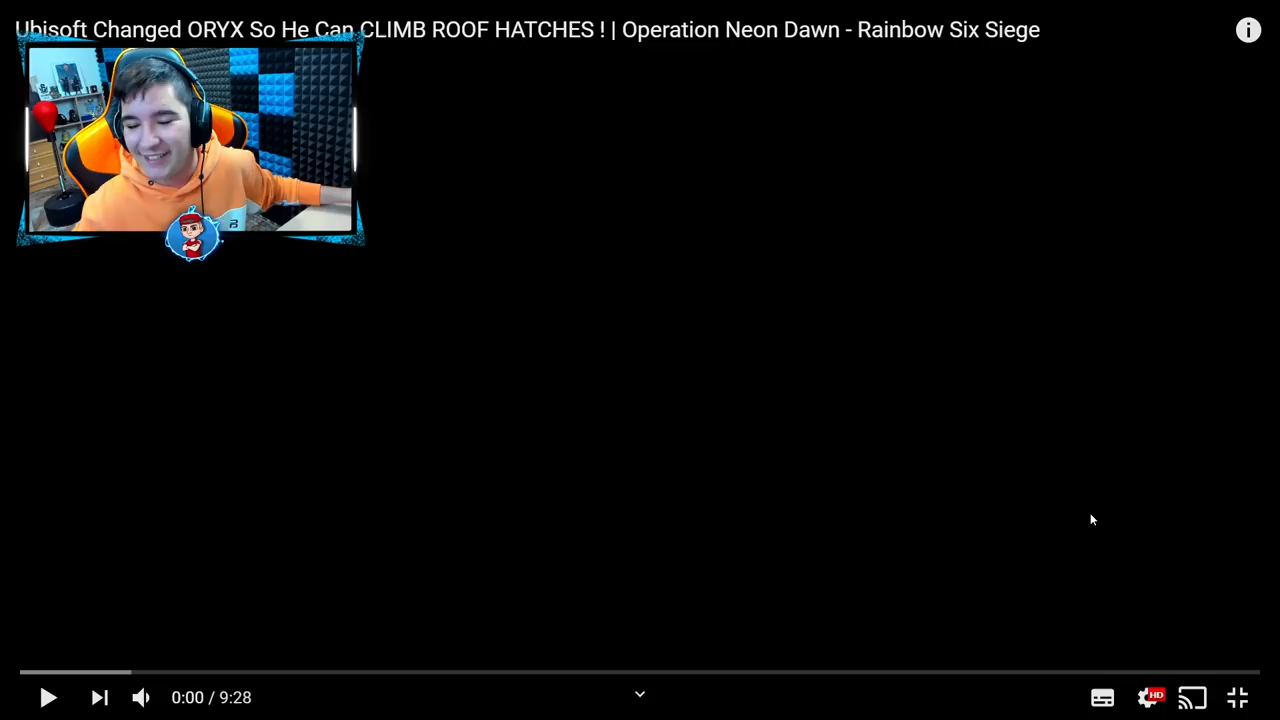 Ubisoft Changed ORYX So He Can CLIMB ROOF HATCHES ! | Operation Neon Dawn - Rainbow Six Siege
0:00 / 9:28
HD